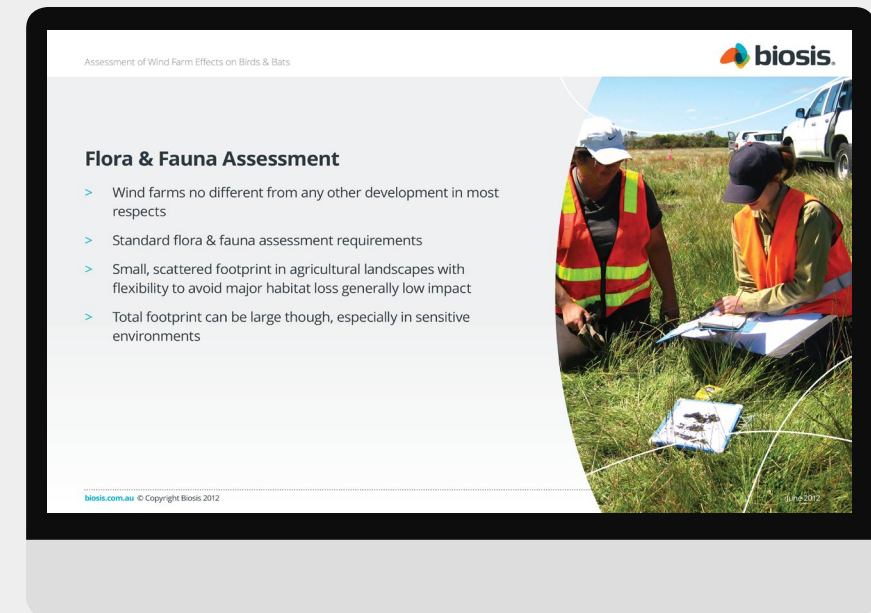 Assessment of Wind Farm Effects on Birds & Bats
biosis.
Flora & Fauna Assessment
> Wind farms no different from any other development in most
respects
> Standard flora & fauna assessment requirements
> Small, scattered footprint in agricultural landscapes with
flexibility to avoid major habitat loss generally low impact
> Total footprint can be large though, especially in sensitive
environments
biosis.com.au © Copyright Biosis 2012
June 2012